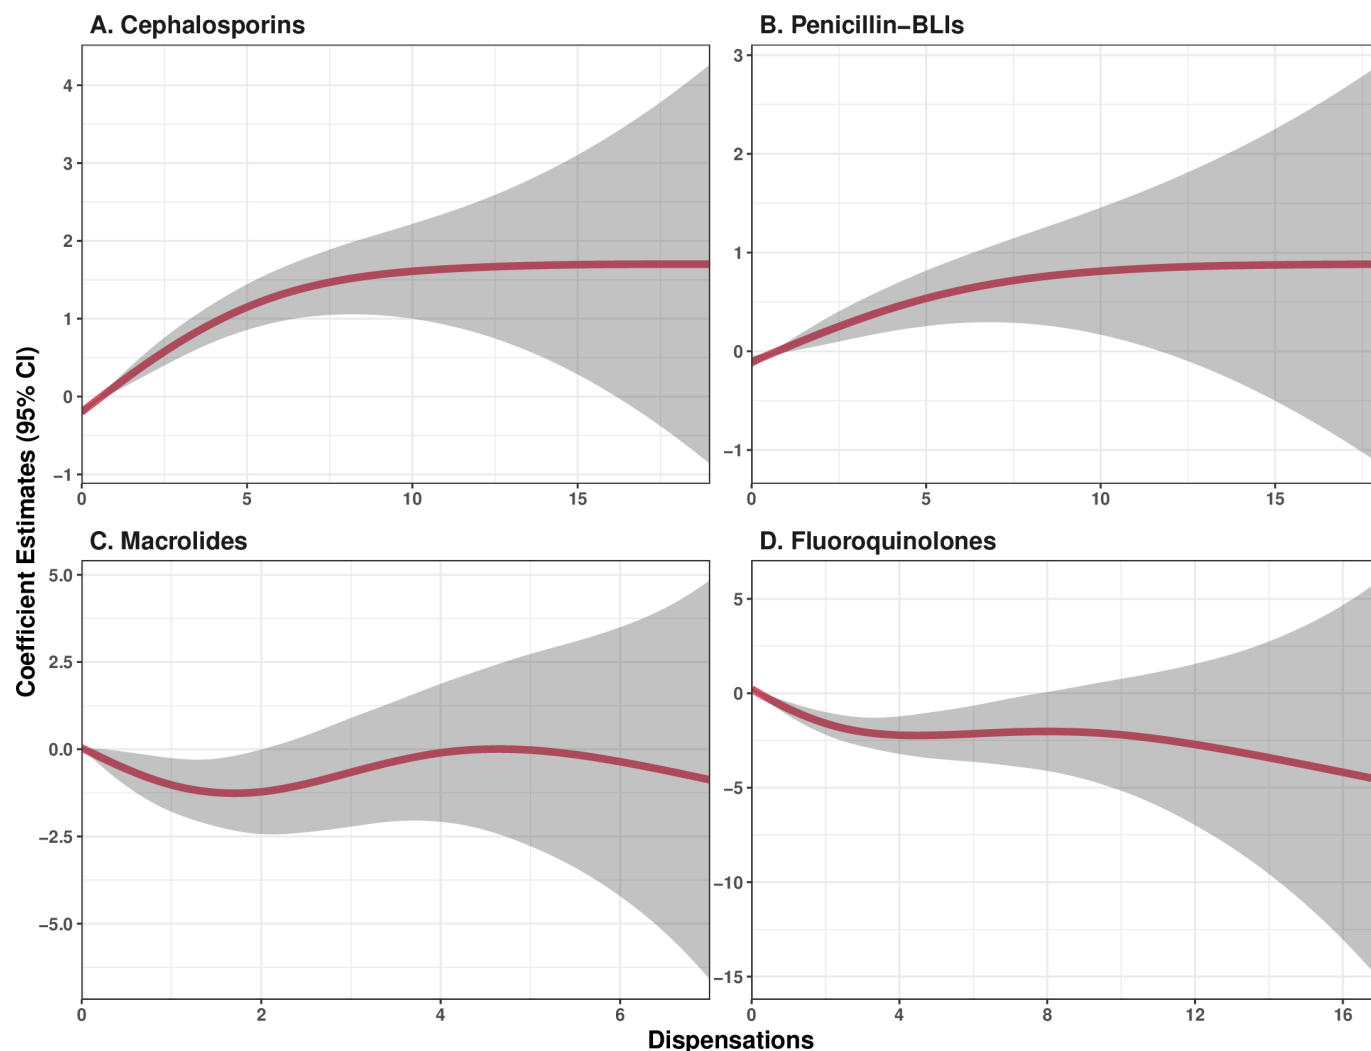 A. Cephalosporins
B. Penicillin−BLIs
4
3
2
1
0
−1
0 5 10 15
3
2
1
0
−1
0 5 10 15
Coefficient Estimates (95% CI)
C. Macrolides
D. Fluoroquinolones
5.0
2.5
0.0
−2.5
−5.0
0 2 4 6
5
0
−5
−10
−15
0 4 8 12 16
Dispensations